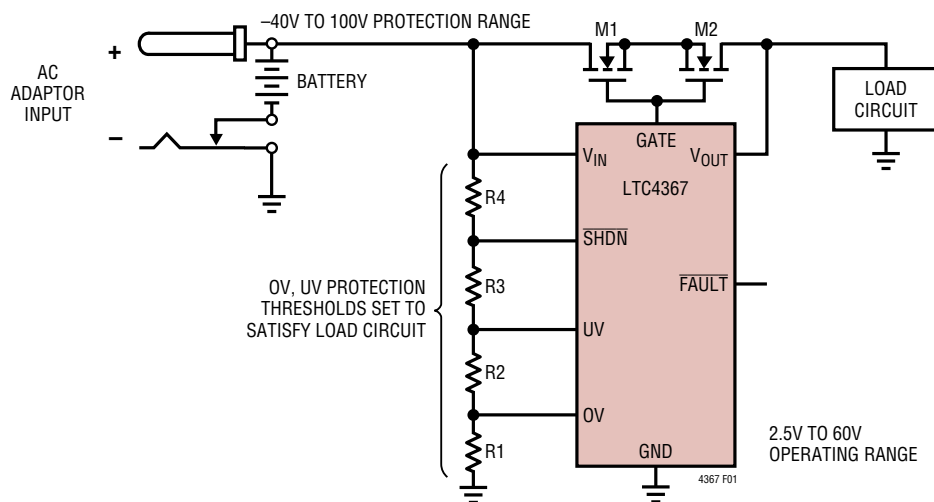 –40V TO 100V PROTECTION RANGE
M1
M2
+
AC
ADAPTOR
INPUT
–
BATTERY
LOAD
CIRCUIT
GATE
VIN
VOUT
LTC4367
R4
SHDN
R3
FAULT
OV, UV PROTECTION
THRESHOLDS SET TO
SATISFY LOAD CIRCUIT
UV
R2
OV
R1
GND
2.5V TO 60V
OPERATING RANGE
4367 F01